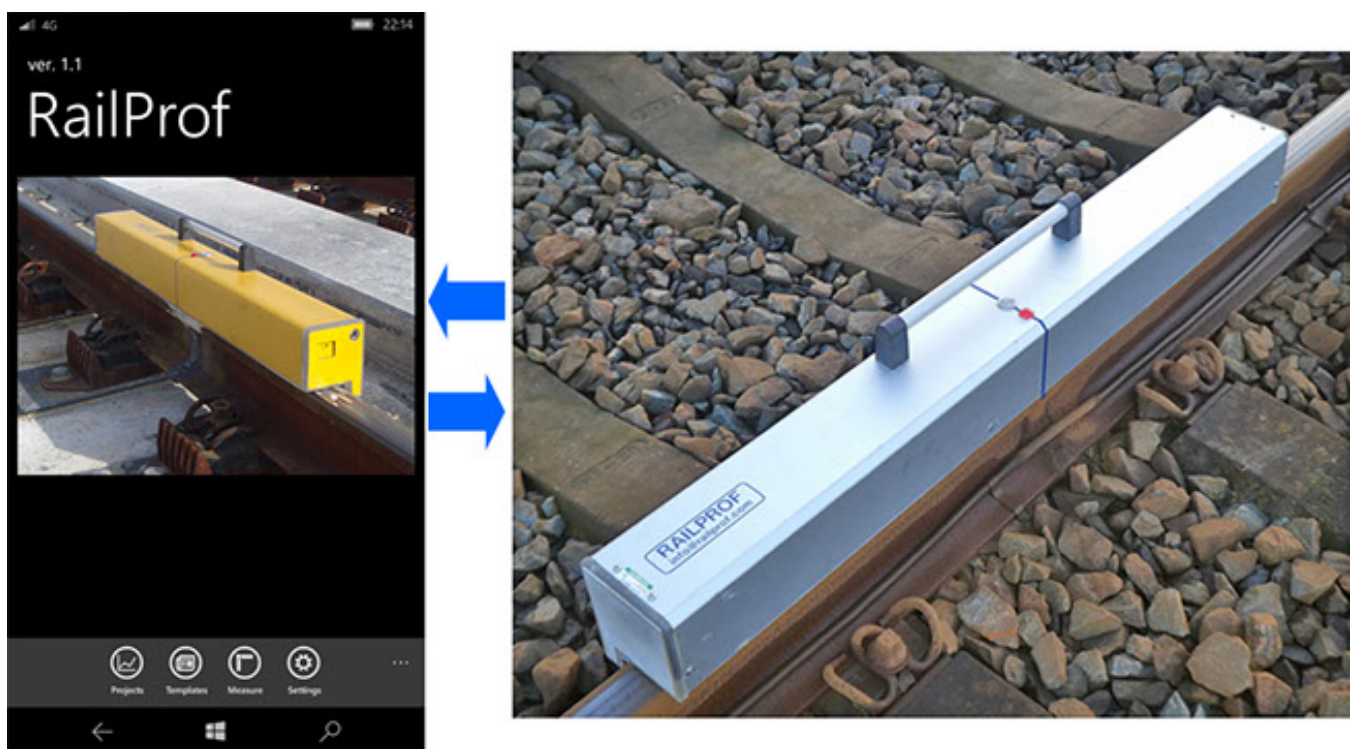 4G 22:14
ver. 1.1
RailProf
Projects Templates Measure Settings
...
RAILPROF
info@railprof.com